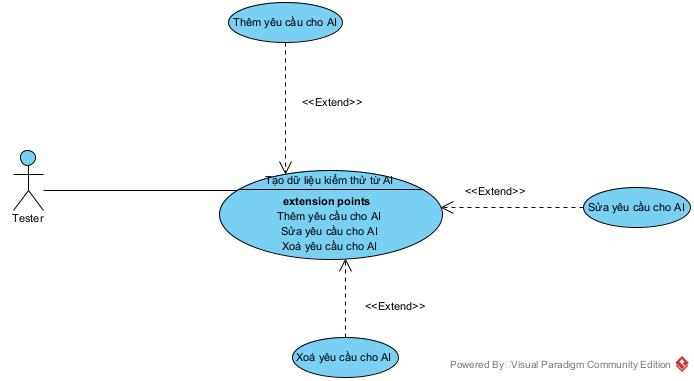 Thêm yêu cầu cho AI
<<Extend>>
Tạo dữ liệu kiểm thử từ AI
extension points
Thêm yêu cầu cho AI
Sửa yêu cầu cho AI
Xoá yêu cầu cho AI
<<Extend>>
Sửa yêu cầu cho AI
Tester
<<Extend>>
Xoá yêu cầu cho AI
Powered By Visual Paradigm Community Edition